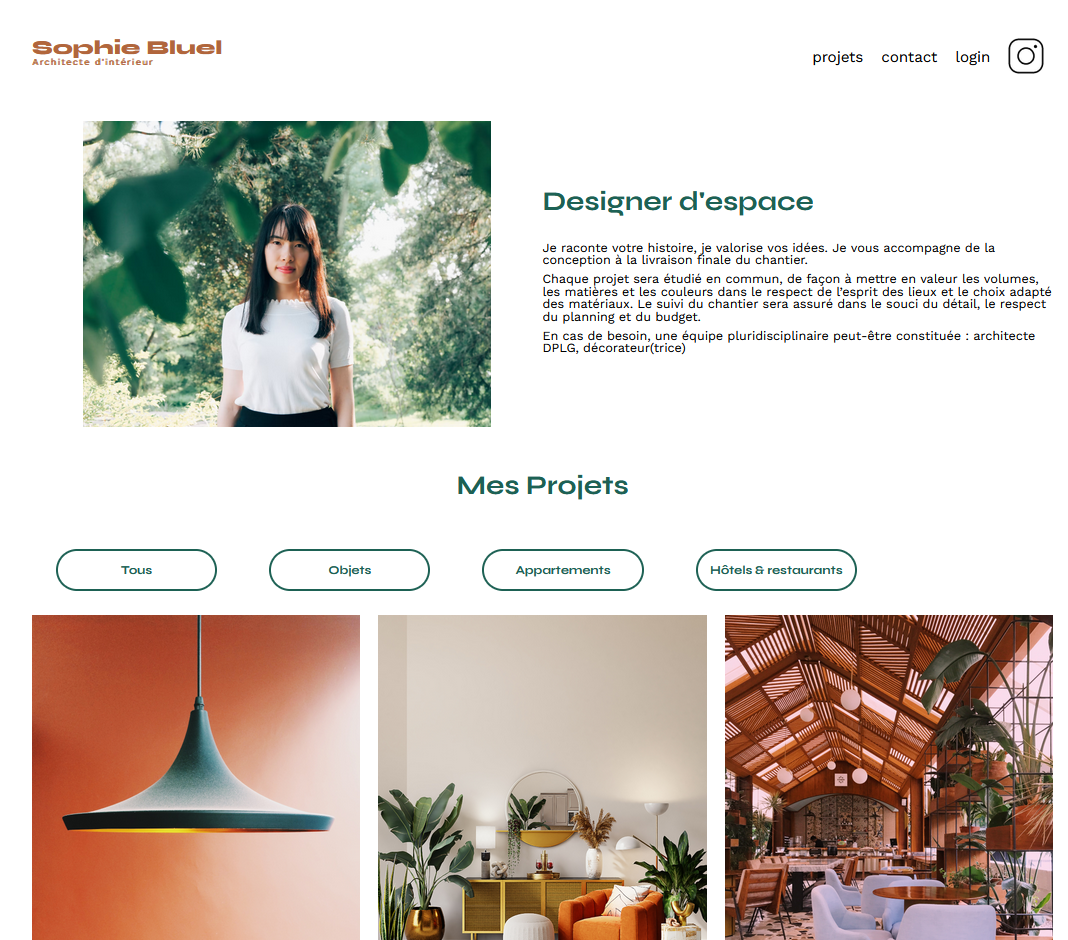 Sophie Bluel
Architecte d'intérieur
projets contact login
Designer d'espace
Je raconte votre histoire, je valorise vos idées. Je vous accompagne de la
conception à la livraison finale du chantier.
Chaque projet sera étudié en commun, de façon à mettre en valeur les volumes,
les matières et les couleurs dans le respect de l'esprit des lieux et le choix adapté
des matériaux. Le suivi du chantier sera assuré dans le souci du détail, le respect
du planning et du budget.
En cas de besoin, une équipe pluridisciplinaire peut-être constituée : architecte
DPLG, décorateur(trice)
Mes Projets
Tous
Objets
Appartements
Hôtels & restaurants